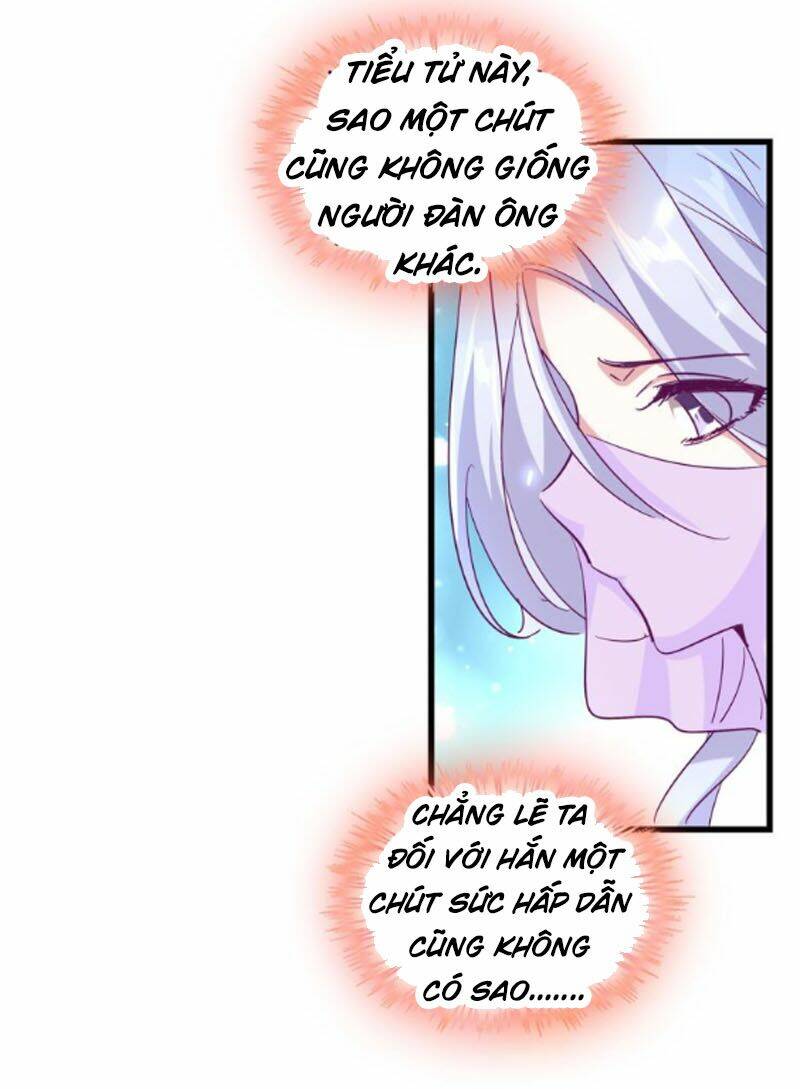 TIỂU TỬ NÀY,
SAO MỘT CHÚT
CŨNG KHÔNG GIỐNG
NGƯỜI ĐÀN ÔNG
KHÁC.
CHẲNG LẼ TA
ĐỐI VỚI HẮN MỘT
CHÚT SỨC HẤP DẪN
CŨNG KHÔNG
CÓ SAO.......